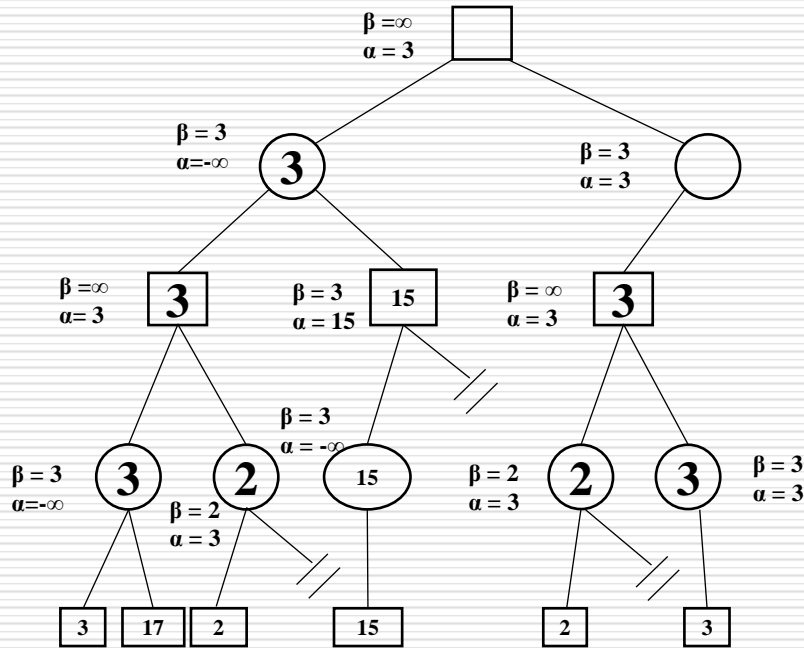 β =∞
α = 3
β = 3
α=-∞
3
β = 3
α = 3
β =∞
α= 3
3
β = 3
α = 15
15
β = ∞
α = 3
3
β = 3
α=-∞
3
2
β = 2
α = 3
β = 3
α = -∞
15
β = 2
α = 3
2
3
β = 3
α = 3
3
17
2
15
2
3